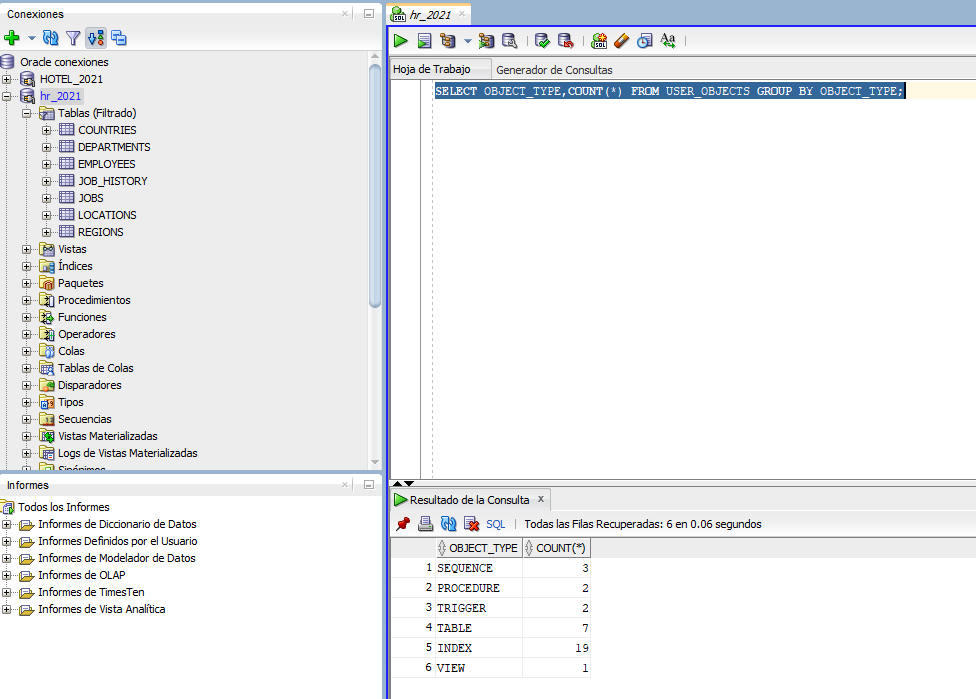 Conexiones
Oracle conexiones
HOTEL_2021
hr_2021
Tablas (Filtrado)
COUNTRIES
DEPARTMENTS
EMPLOYEES
JOB_HISTORY
JOBS
LOCATIONS
REGIONS
Vistas
Índices
Paquetes
Procedimientos
Funciones
Operadores
Colas
Tablas de Colas
Disparadores
Tipos
Secuencias
Vistas Materializadas
Logs de Vistas Materializadas
Sinónimos
Informes
Todos los Informes
Informes de Diccionario de Datos
Informes Definidos por el Usuario
Informes de Modelador de Datos
Informes de OLAP
Informes de TimesTen
Informes de Vista Analítica
hr_2021
Hoja de Trabajo Generador de Consultas
SELECT OBJECT_TYPE,COUNT(*) FROM USER_OBJECTS GROUP BY OBJECT_TYPE;
Resultado de la Consulta x
SQL | Todas las Filas Recuperadas: 6 en 0.06 segundos
OBJECT_TYPE COUNT(*)
1 SEQUENCE 3
2 PROCEDURE 2
3 TRIGGER 2
4 TABLE 7
5 INDEX 19
6 VIEW 1